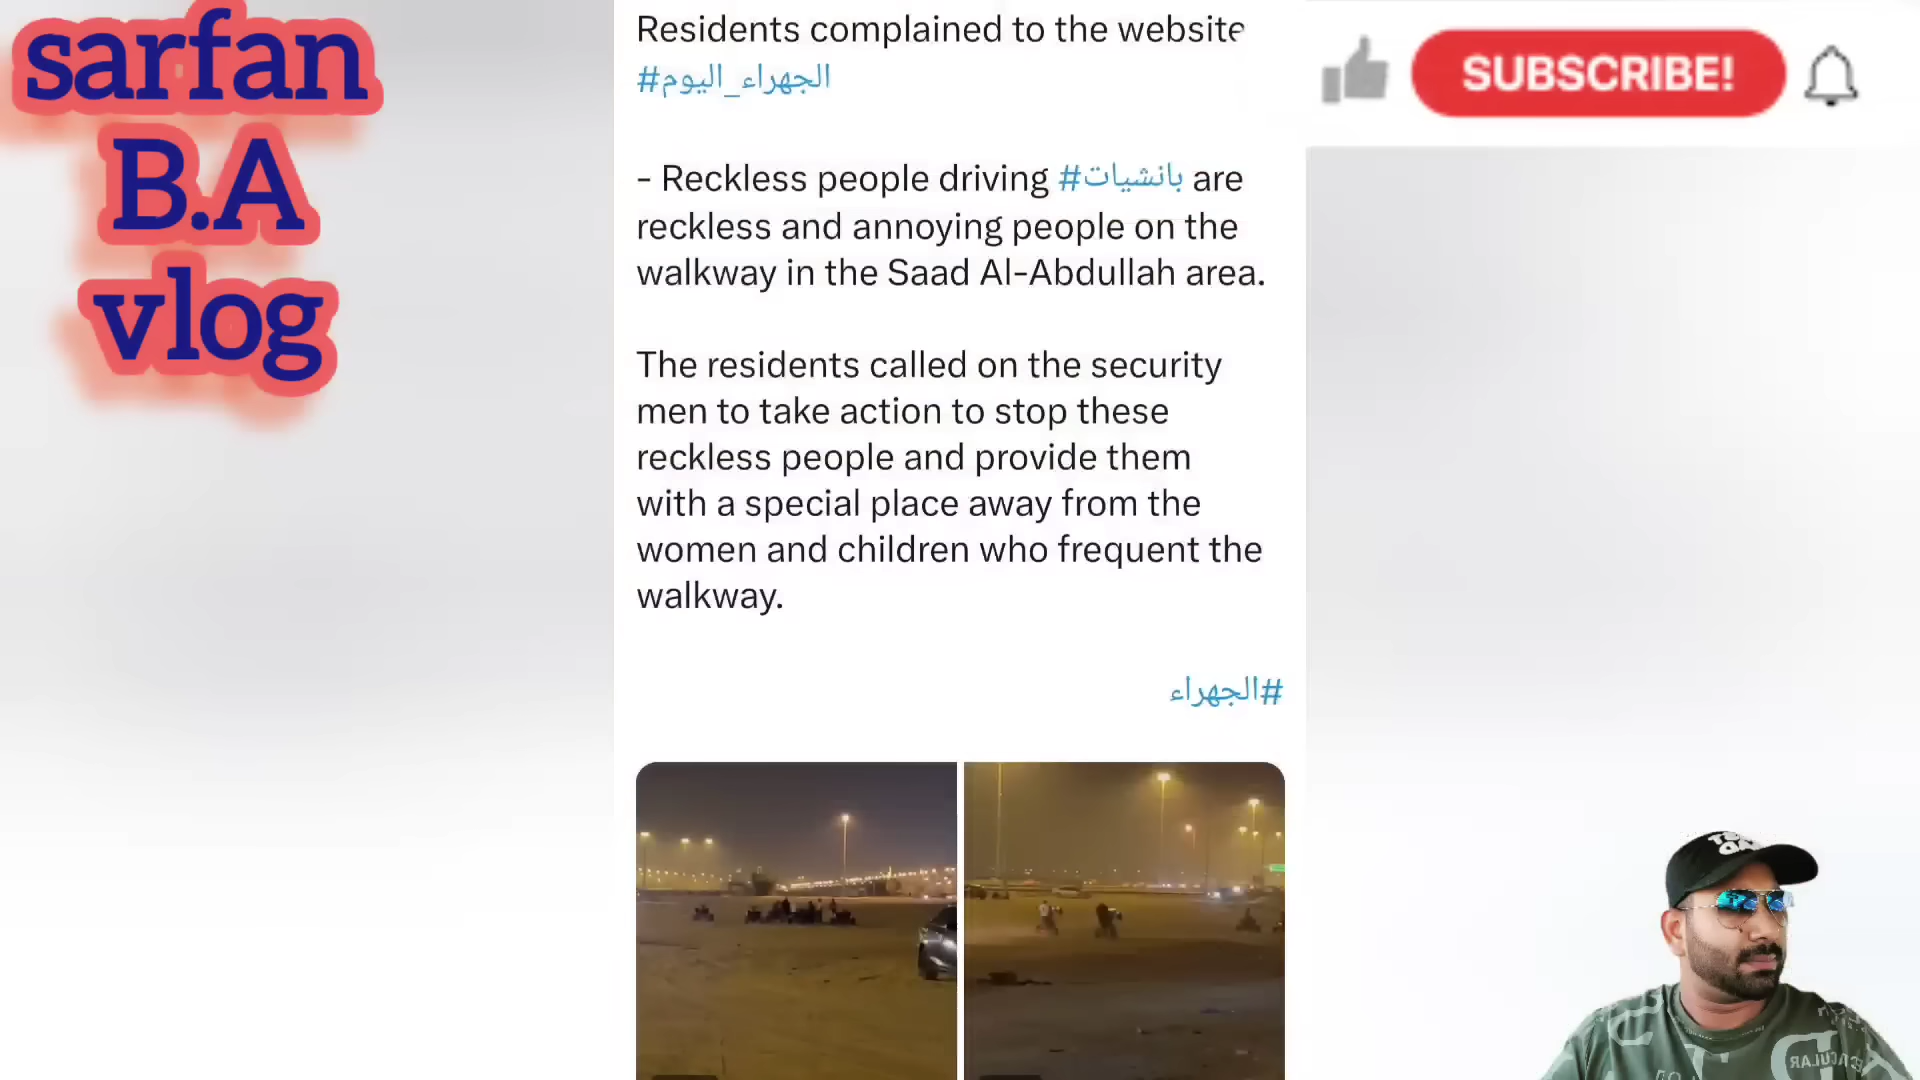 sarfan
B.A
vlog
Residents complained to the website
#الجهراء_اليوم
- Reckless people driving #بانشيات are
reckless and annoying people on the
walkway in the Saad Al-Abdullah area.
The residents called on the security
men to take action to stop these
reckless people and provide them
with a special place away from the
women and children who frequent the
walkway.
#الجهراء
SUBSCRIBE!